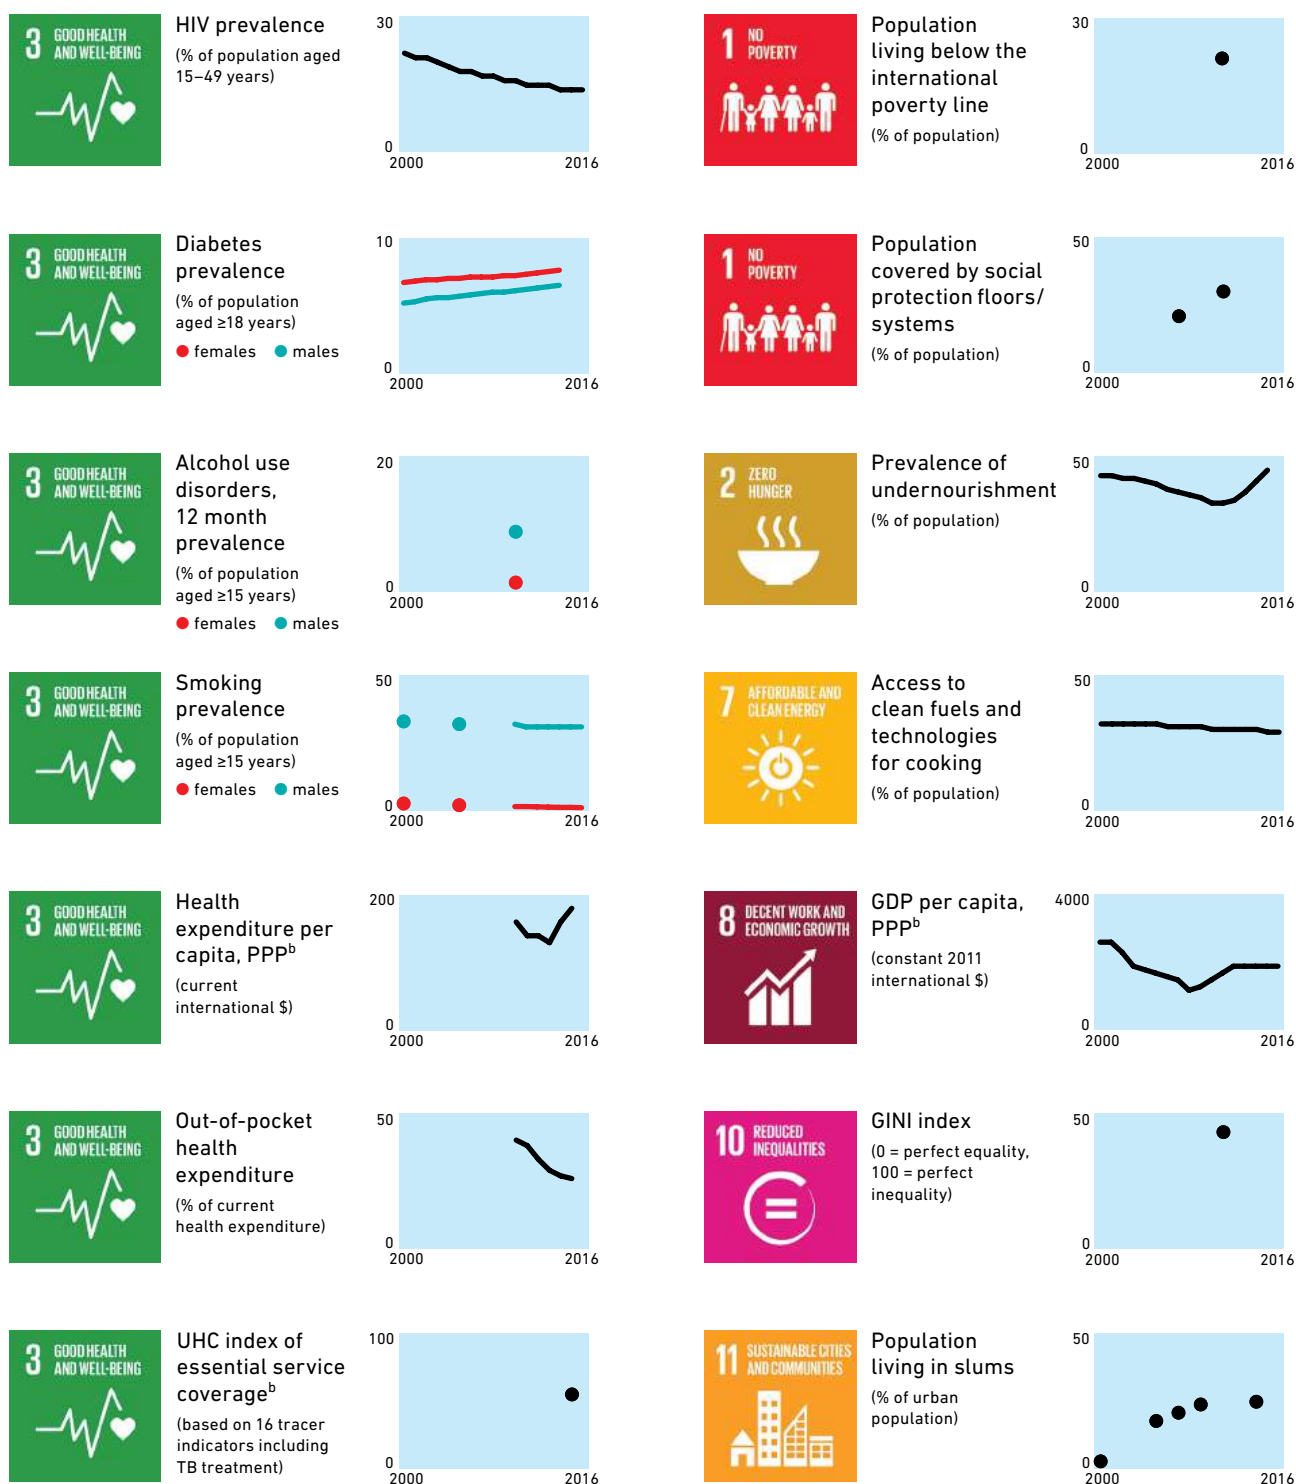 3 GOOD HEALTH
AND WELL-BEING
HIV prevalence
(% of population aged
15–49 years)
30
0
2000 2016
3 GOOD HEALTH
AND WELL-BEING
Diabetes
prevalence
(% of population
aged ≥18 years)
females males
10
0
2000 2016
3 GOOD HEALTH
AND WELL-BEING
Alcohol use
disorders,
12 month
prevalence
(% of population
aged ≥15 years)
females males
20
0
2000 2016
3 GOOD HEALTH
AND WELL-BEING
Smoking
prevalence
(% of population
aged ≥15 years)
females males
50
0
2000 2016
3 GOOD HEALTH
AND WELL-BEING
Health
expenditure per
capita, PPPb
(current
international $)
200
0
2000 2016
3 GOOD HEALTH
AND WELL-BEING
Out-of-pocket
health
expenditure
(% of current
health expenditure)
50
0
2000 2016
3 GOOD HEALTH
AND WELL-BEING
UHC index of
essential service
coverageb
(based on 16 tracer
indicators including
TB treatment)
100
0
2000 2016
1 NO
POVERTY
Population
living below the
international
poverty line
(% of population)
30
0
2000 2016
1 NO
POVERTY
Population
covered by social
protection floors/
systems
(% of population)
50
0
2000 2016
2 ZERO
HUNGER
Prevalence of
undernourishment
(% of population)
50
0
2000 2016
7 AFFORDABLE AND
CLEAN ENERGY
Access to
clean fuels and
technologies
for cooking
(% of population)
50
0
2000 2016
8 DECENT WORK AND
ECONOMIC GROWTH
GDP per capita,
PPPb
(constant 2011
international $)
4000
0
2000 2016
10 REDUCED
INEQUALITIES
GINI index
(0 = perfect equality,
100 = perfect
inequality)
50
0
2000 2016
11 SUSTAINABLE CITIES
AND COMMUNITIES
Population
living in slums
(% of urban
population)
50
0
2000 2016